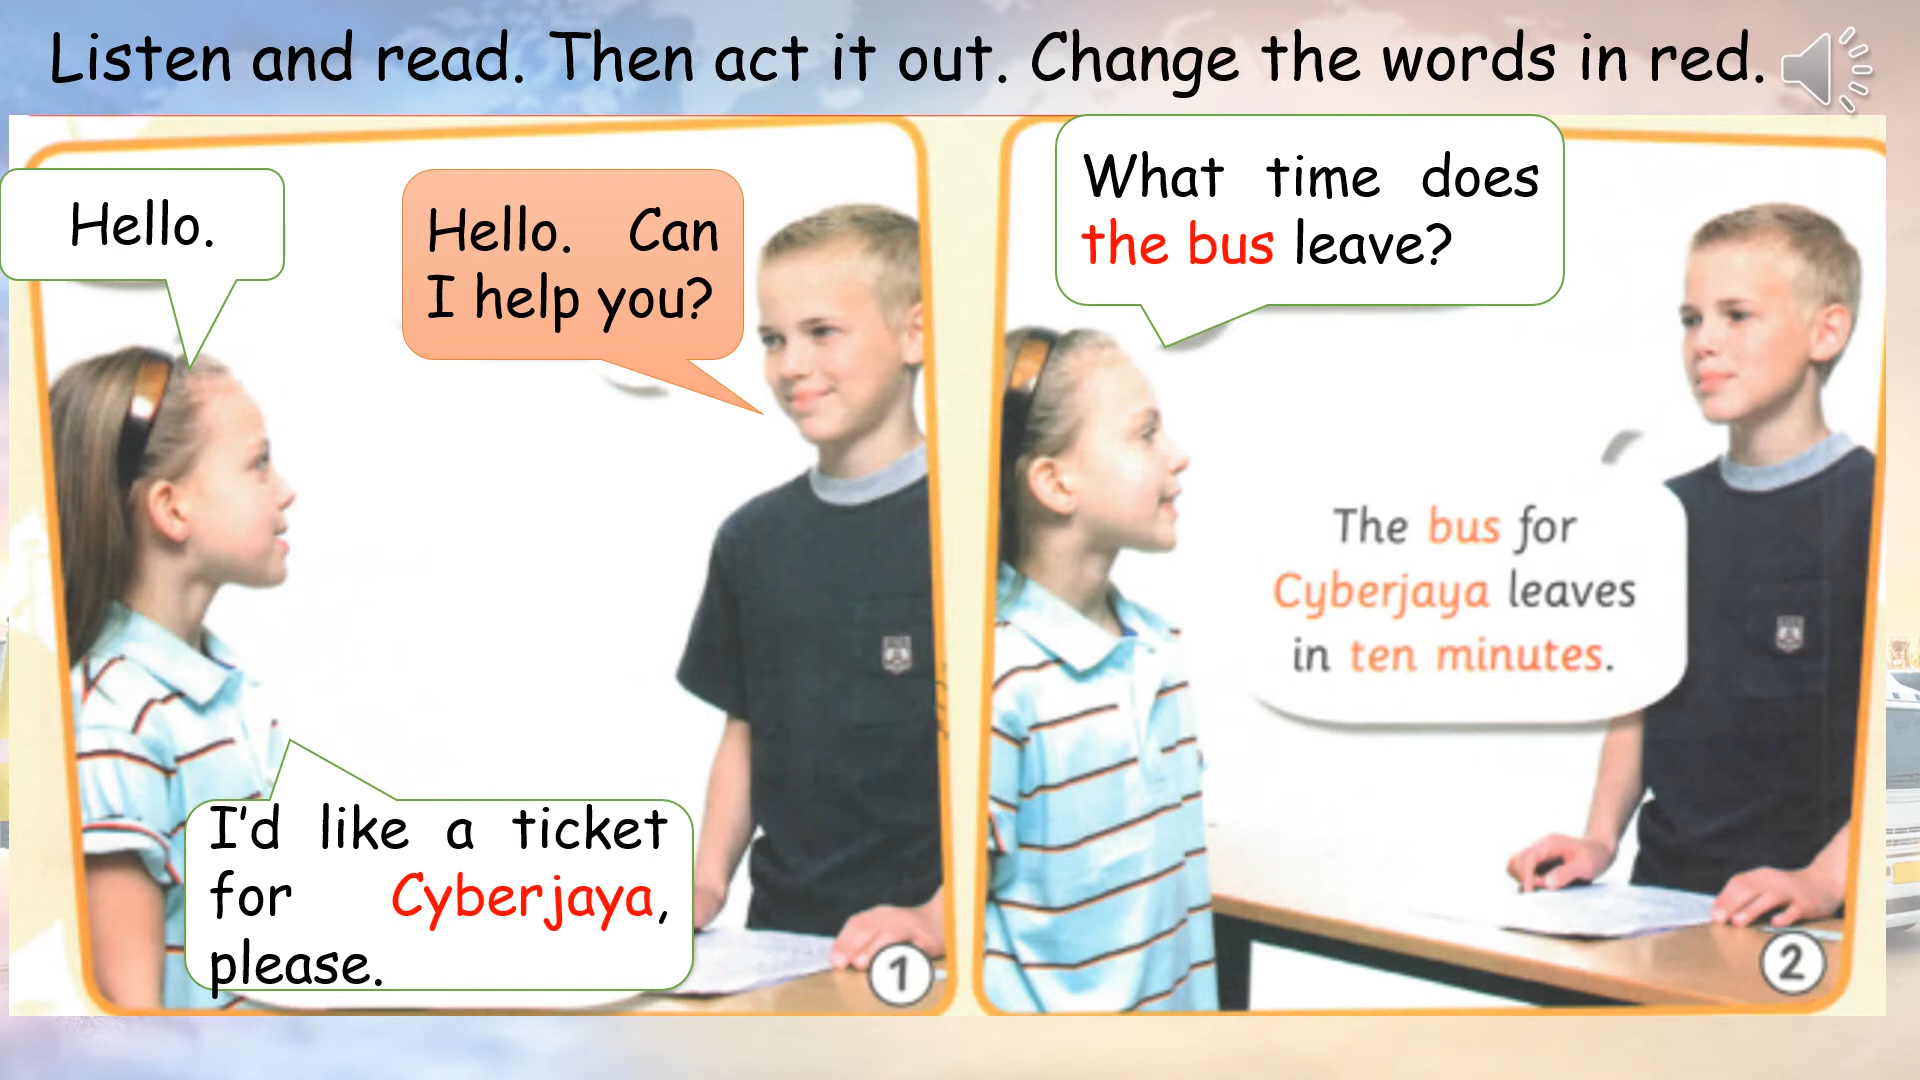 Listen and read. Then act it out. Change the words in red.
Hello.
Hello. Can
I help you?
I'd like a ticket
for Cyberjaya,
please.
1
What time does
the bus leave?
The bus for
Cyberjaya leaves
in ten minutes.
2